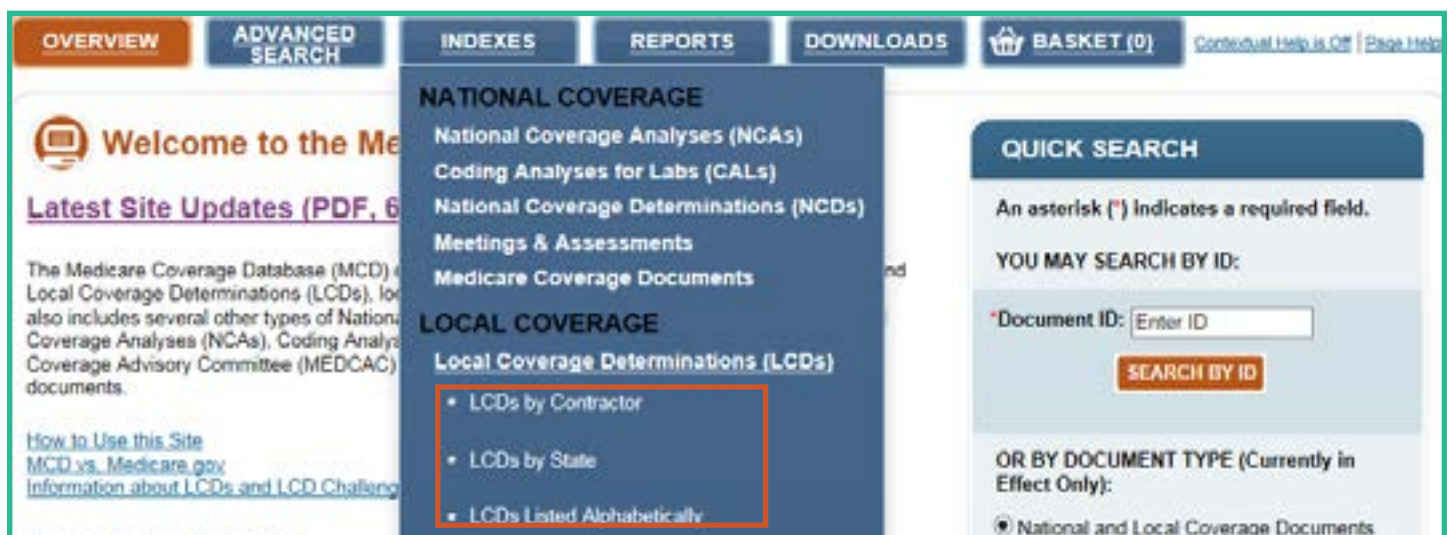 OVERVIEW
ADVANCED
SEARCH
INDEXES
REPORTS
DOWNLOADS
BASKET (0)
Contextual Help is Off | Page Help
NATIONAL COVERAGE
National Coverage Analyses (NCAs)
Coding Analyses for Labs (CALs)
National Coverage Determinations (NCDs)
Meetings & Assessments
Medicare Coverage Documents
LOCAL COVERAGE
Local Coverage Determinations (LCDs)
• LCDs by Contractor
• LCDs by State
• LCDs Listed Alphabetically
Welcome to the Me
Latest Site Updates (PDF, 6
The Medicare Coverage Database (MCD)
nd
Local Coverage Determinations (LCDs),
also includes several other types of Nationa
Coverage Analyses (NCAs), Coding Analys
Coverage Advisory Committee (MEDCAC)
documents.
How to Use this Site
MCD vs. Medicare.gov
Information about LCDs and LCD Challeng
QUICK SEARCH
An asterisk (*) indicates a required field.
YOU MAY SEARCH BY ID:
*Document ID: Enter ID
SEARCH BY ID
OR BY DOCUMENT TYPE (Currently in
Effect Only):
National and Local Coverage Documents